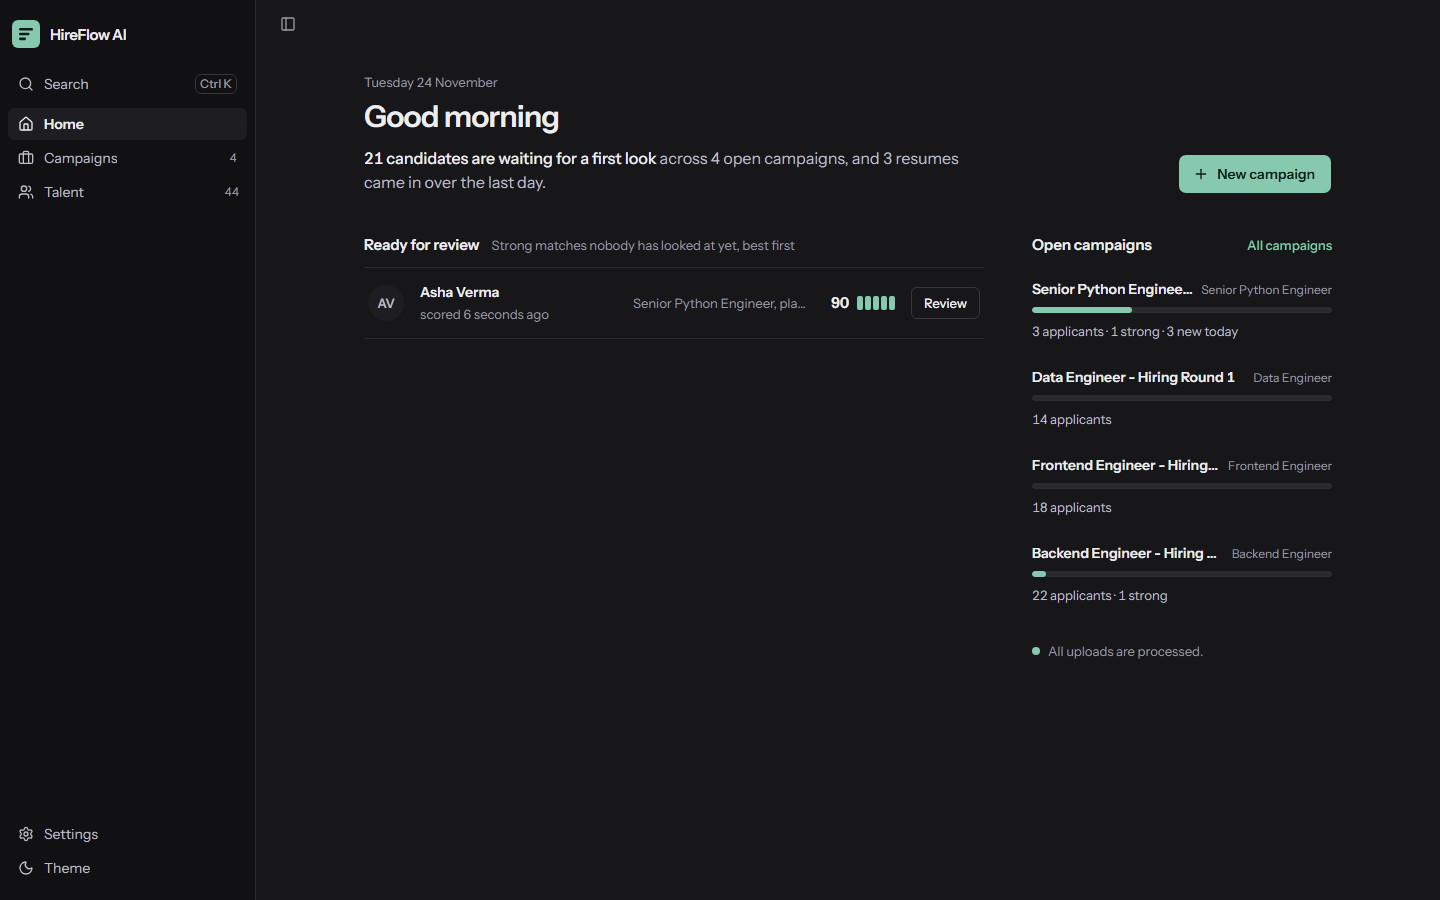 HireFlow AI
Search
Ctrl K
Home
Campaigns 4
Talent 44
Settings
Theme
Tuesday 24 November
Good morning
21 candidates are waiting for a first look across 4 open campaigns, and 3 resumes
came in over the last day.
New campaign
Ready for review Strong matches nobody has looked at yet, best first
AV
Asha Verma
scored 6 seconds ago
Senior Python Engineer, pla...
90
Review
Open campaigns All campaigns
Senior Python Enginee... Senior Python Engineer
3 applicants · 1 strong · 3 new today
Data Engineer - Hiring Round 1 Data Engineer
14 applicants
Frontend Engineer - Hiring... Frontend Engineer
18 applicants
Backend Engineer - Hiring ... Backend Engineer
22 applicants · 1 strong
All uploads are processed.